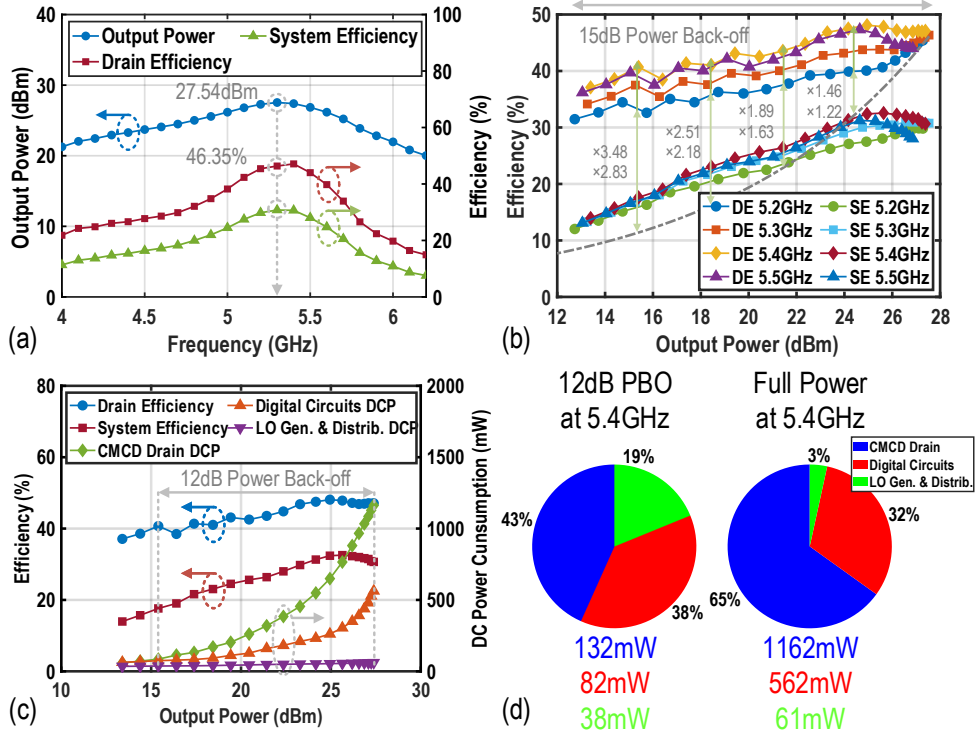 Output Power
System Efficiency
Drain Efficiency
27.54dBm
46.35%
Output Power (dBm)
40
30
20
10
0
100
80
60
40
20
0
Efficiency (%)
4
4.5
5
5.5
6
Frequency (GHz)
(a)
15dB Power Back-off
×3.48
×2.83
×2.51
×2.18
×1.89
×1.63
×1.46
×1.22
Efficiency (%)
50
40
30
20
10
0
DE 5.2GHz
SE 5.2GHz
DE 5.3GHz
SE 5.3GHz
DE 5.4GHz
SE 5.4GHz
DE 5.5GHz
SE 5.5GHz
12 14 16 18 20 22 24 26 28
Output Power (dBm)
(b)
Drain Efficiency
Digital Circuits DCP
System Efficiency
LO Gen. & Distrib. DCP
CMCD Drain DCP
12dB Power Back-off
Efficiency (%)
80
60
40
20
0
2000
1500
1000
500
0
DC Power Cunsumption (mW)
10
15
20
25
30
Output Power (dBm)
(c)
12dB PBO
at 5.4GHz
19%
43%
38%
132mW
82mW
38mW
Full Power
at 5.4GHz
CMCD Drain
Digital Circuits
LO Gen. & Distrib.
3%
32%
65%
1162mW
562mW
61mW
(d)